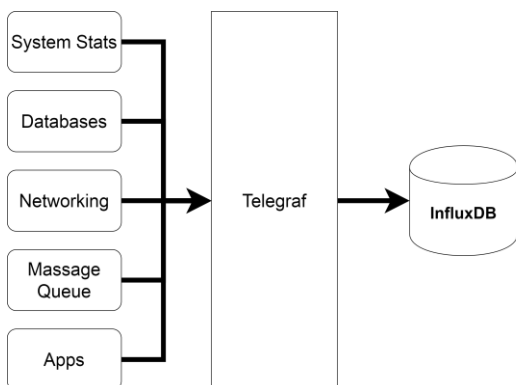 System Stats
Databases
Networking
Massage
Queue
Apps
Telegraf
InfluxDB